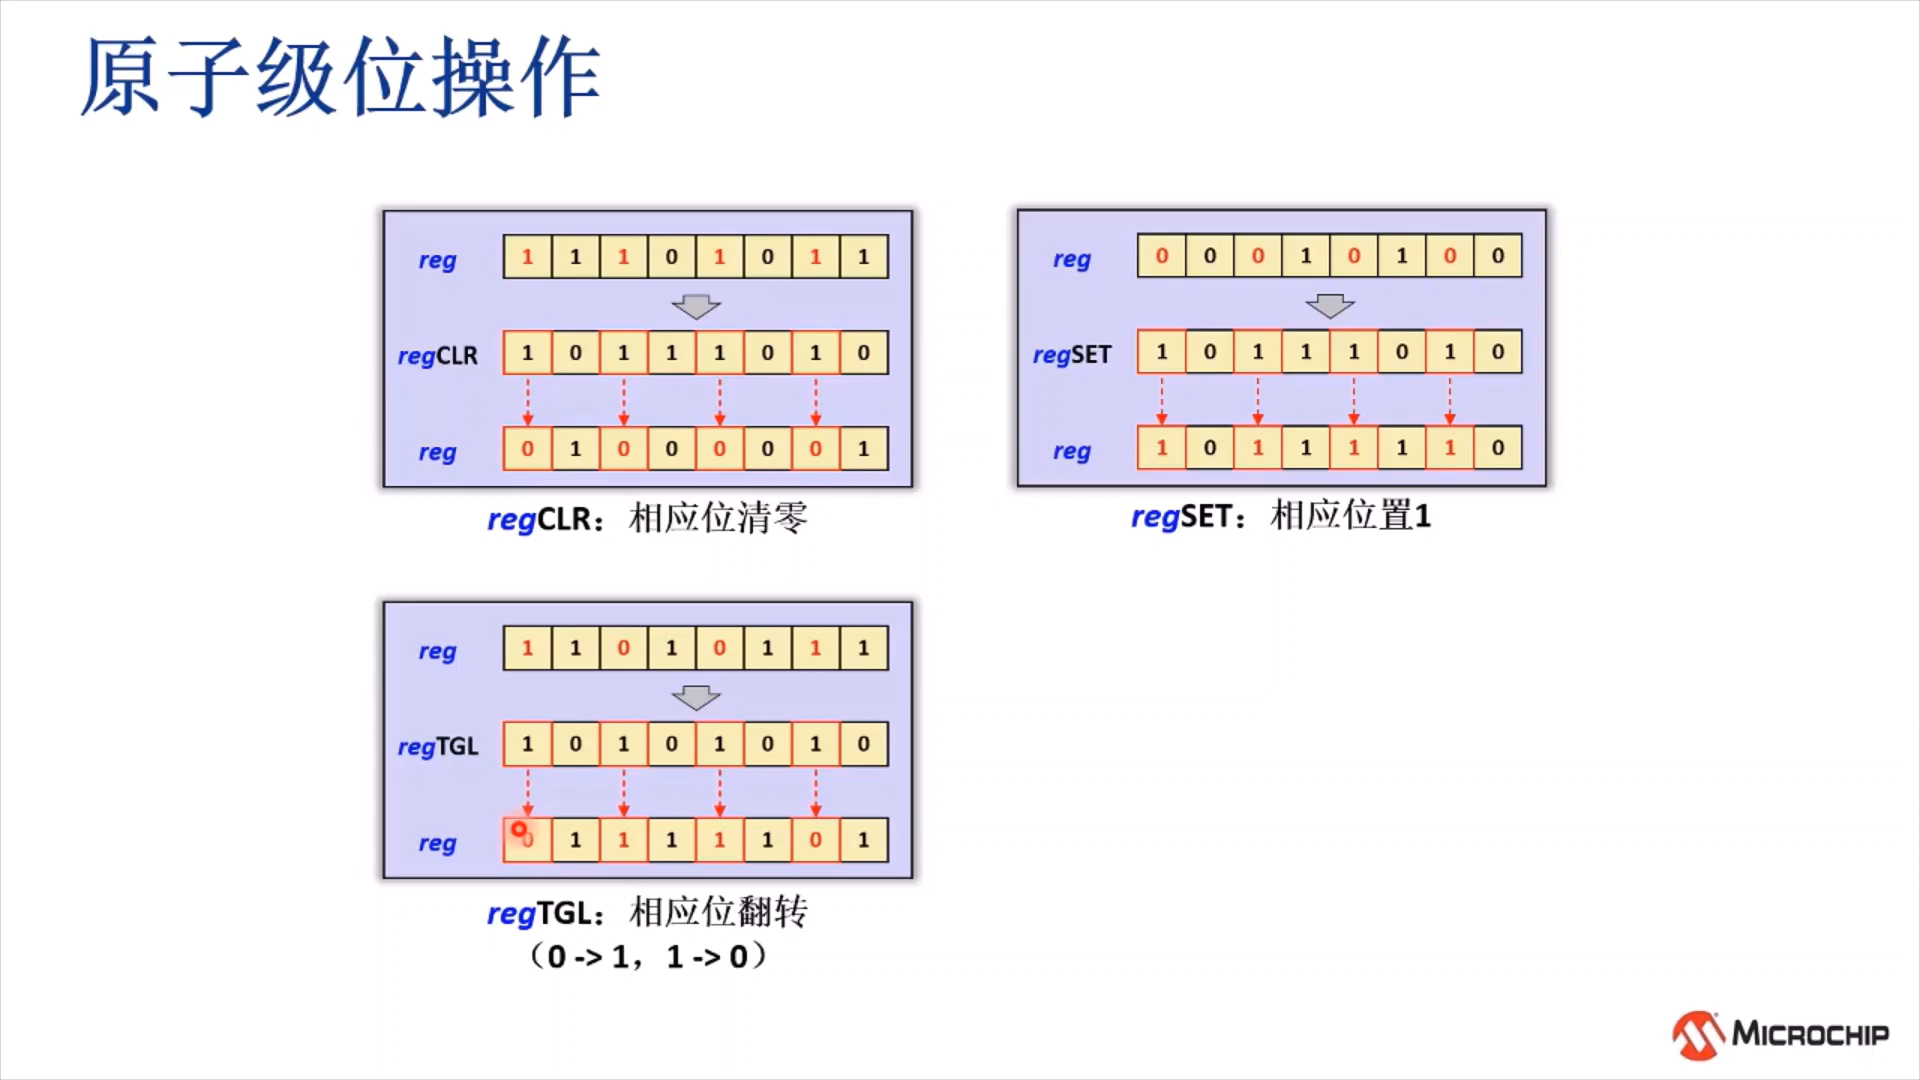 原子级位操作
reg 1 1 1 0 1 0 1 1
regCLR 1 0 1 1 1 0 1 0
reg 0 1 0 0 0 0 0 1
regCLR：相应位清零
reg 0 0 0 1 0 1 0 0
regSET 1 0 1 1 1 0 1 0
reg 1 0 1 1 1 1 1 0
regSET：相应位置1
reg 1 1 0 1 0 1 1 1
regTGL 1 0 1 0 1 0 1 0
reg 0 1 1 1 1 1 0 1
regTGL：相应位翻转
（0 -> 1，1 -> 0）
MICROCHIP